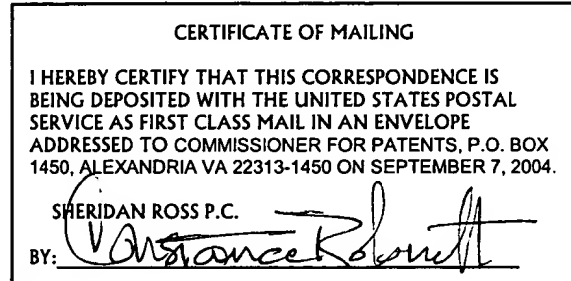 CERTIFICATE OF MAILING
I HEREBY CERTIFY THAT THIS CORRESPONDENCE IS
BEING DEPOSITED WITH THE UNITED STATES POSTAL
SERVICE AS FIRST CLASS MAIL IN AN ENVELOPE
ADDRESSED TO COMMISSIONER FOR PATENTS, P.O. BOX
1450, ALEXANDRIA VA 22313-1450 ON SEPTEMBER 7, 2004.
SHERIDAN ROSS P.C.
BY: Constance